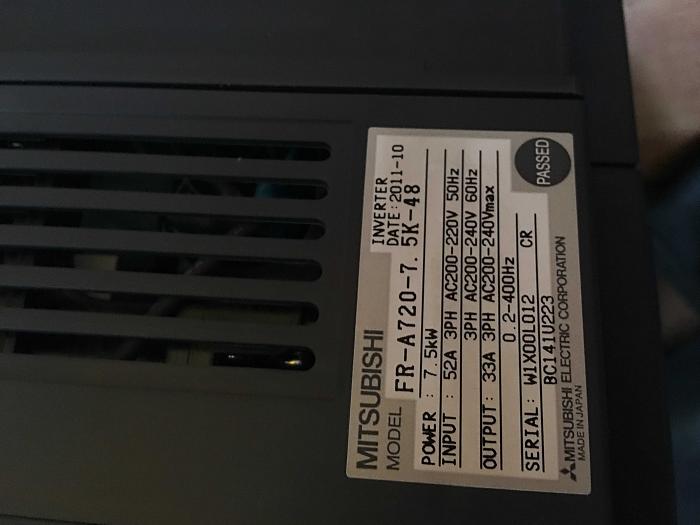 MITSUBISHI INVERTER
MODEL DATE:2011-10
FR-A720-7.5K-48
POWER : 7.5kW
INPUT : 52A 3PH AC200-220V 50Hz
3PH AC200-240V 60Hz
OUTPUT: 33A 3PH AC200-240Vmax
0.2-400Hz
SERIAL: W1X00L012 CR
BC141U223
MITSUBISHI ELECTRIC CORPORATION
MADE IN JAPAN
PASSED